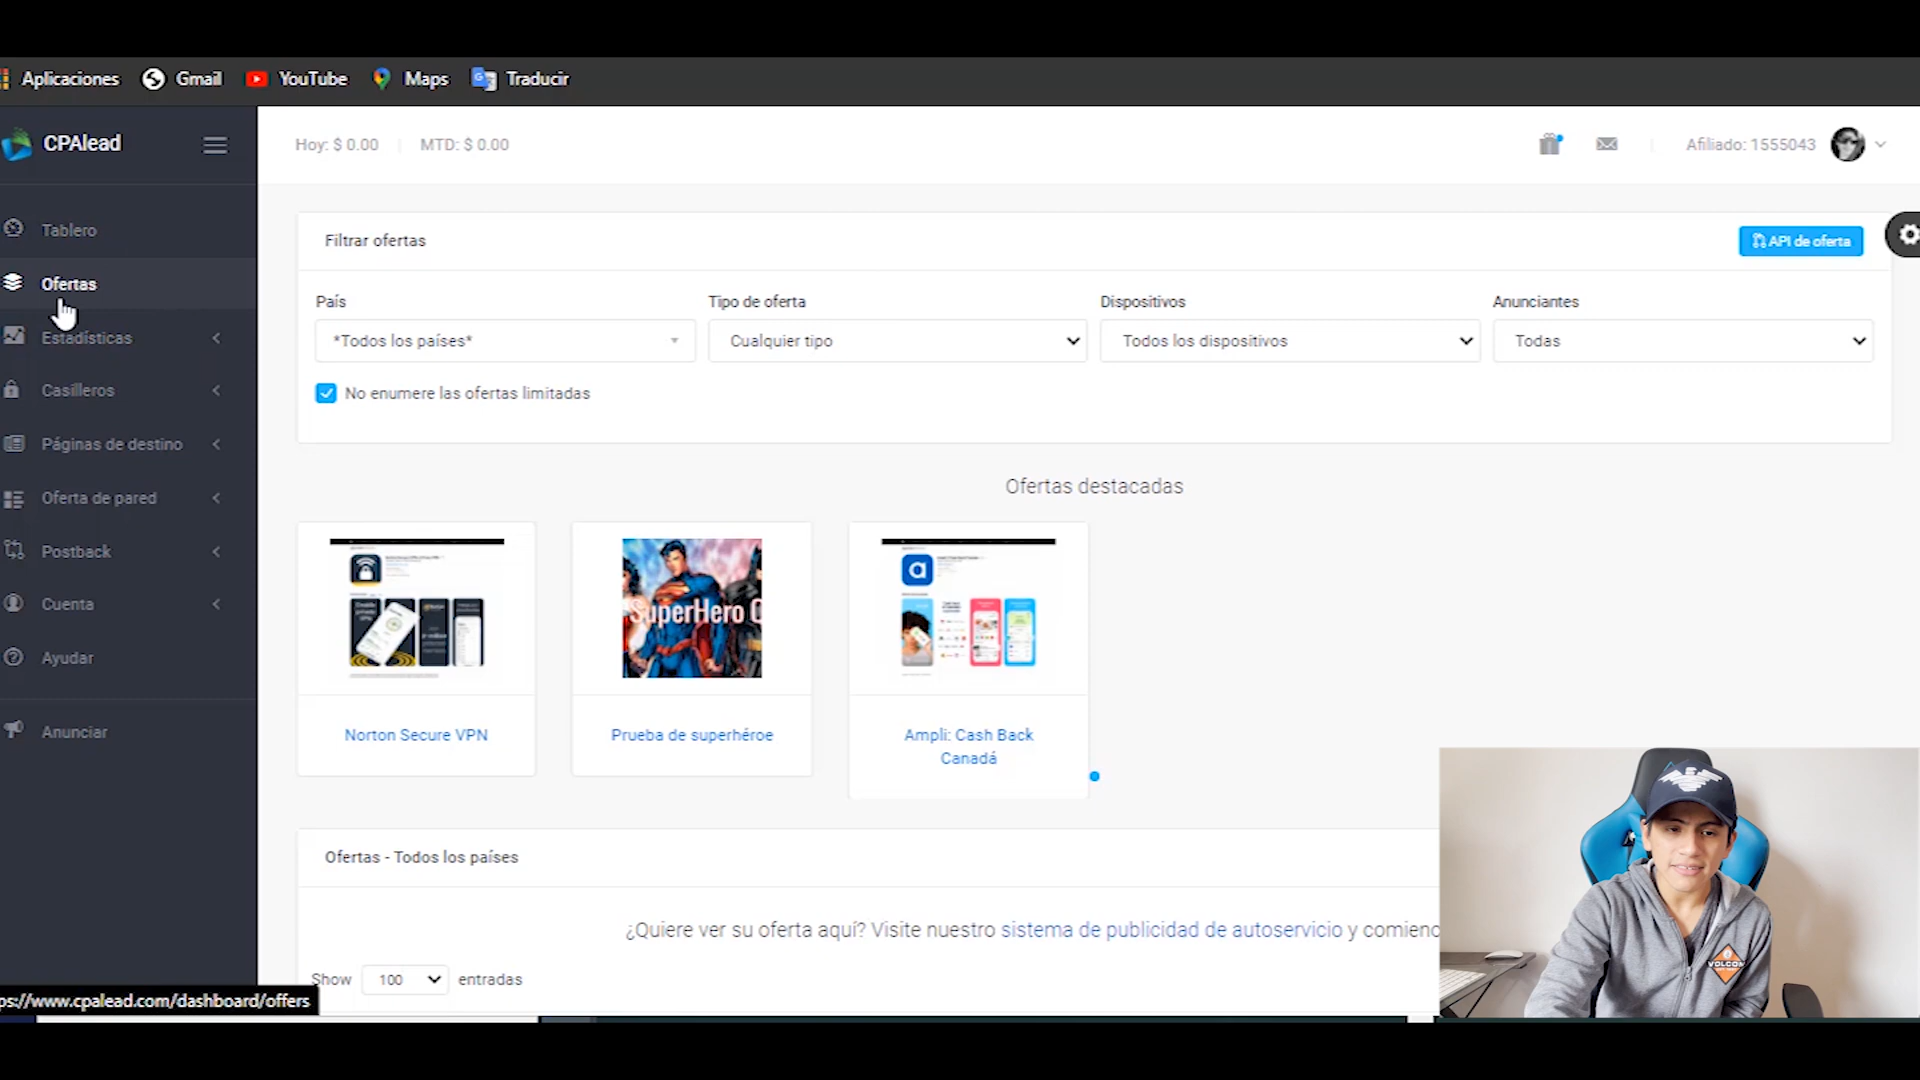 Aplicaciones Gmail YouTube Maps Traducir
CPAlead
Hoy: $ 0.00 MTD: $ 0.00 Afiliado: 1555043
Tablero
Ofertas
Estadísticas
Casilleros
Páginas de destino
Oferta de pared
Postback
Cuenta
Ayudar
Anunciar
Filtrar ofertas API de oferta
País Tipo de oferta Dispositivos Anunciantes
*Todos los países* Cualquier tipo Todos los dispositivos Todas
No enumere las ofertas limitadas
Ofertas destacadas
SuperHero
Norton Secure VPN
Prueba de superhéroe
Ampli: Cash Back
Canadá
Ofertas - Todos los países
¿Quiere ver su oferta aquí? Visite nuestro sistema de publicidad de autoservicio y comienc
Show 100 entradas
ps://www.cpalead.com/dashboard/offers
VOLCOM